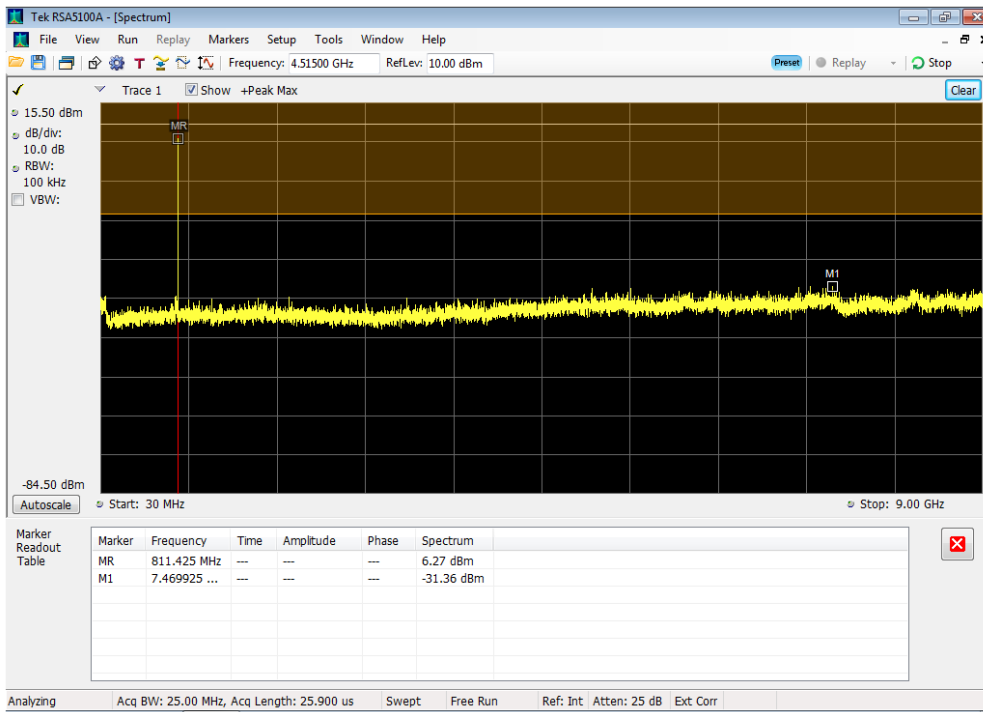 Tek RSA5100A - [Spectrum]
File View Run Replay Markers Setup Tools Window Help
T Frequency: 4.51500 GHz RefLev: 10.00 dBm Preset Replay Stop
Trace 1 Show +Peak Max Clear
15.50 dBm
dB/div:
10.0 dB
RBW:
100 kHz
VBW:
MR
M1
-84.50 dBm
Autoscale Start: 30 MHz Stop: 9.00 GHz
Marker
Readout
Table
Marker Frequency Time Amplitude Phase Spectrum
MR 811.425 MHz --- --- --- 6.27 dBm
M1 7.469925 ... --- --- --- -31.36 dBm
Analyzing Acq BW: 25.00 MHz, Acq Length: 25.900 us Swept Free Run Ref: Int Atten: 25 dB Ext Corr